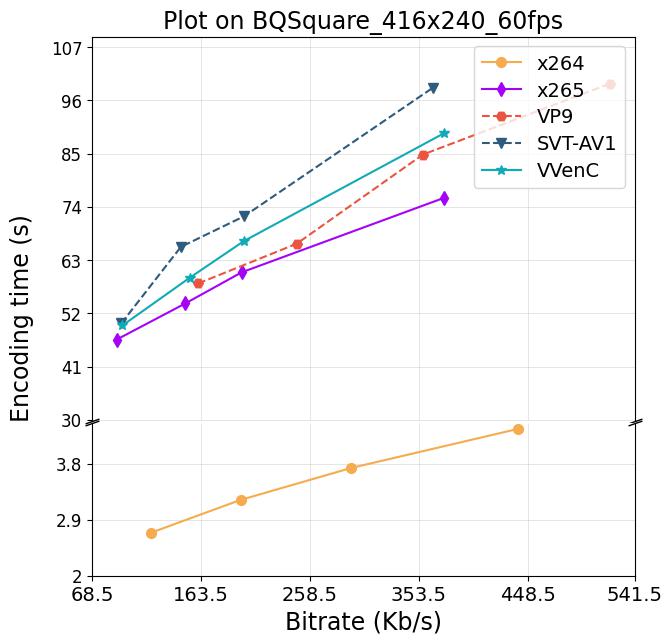 Plot on BQSquare_416x240_60fps
x264
x265
VP9
SVT-AV1
VVenC
Encoding time (s)
107
96
85
74
63
52
41
30
3.8
2.9
2
68.5 163.5 258.5 353.5 448.5 541.5
Bitrate (Kb/s)